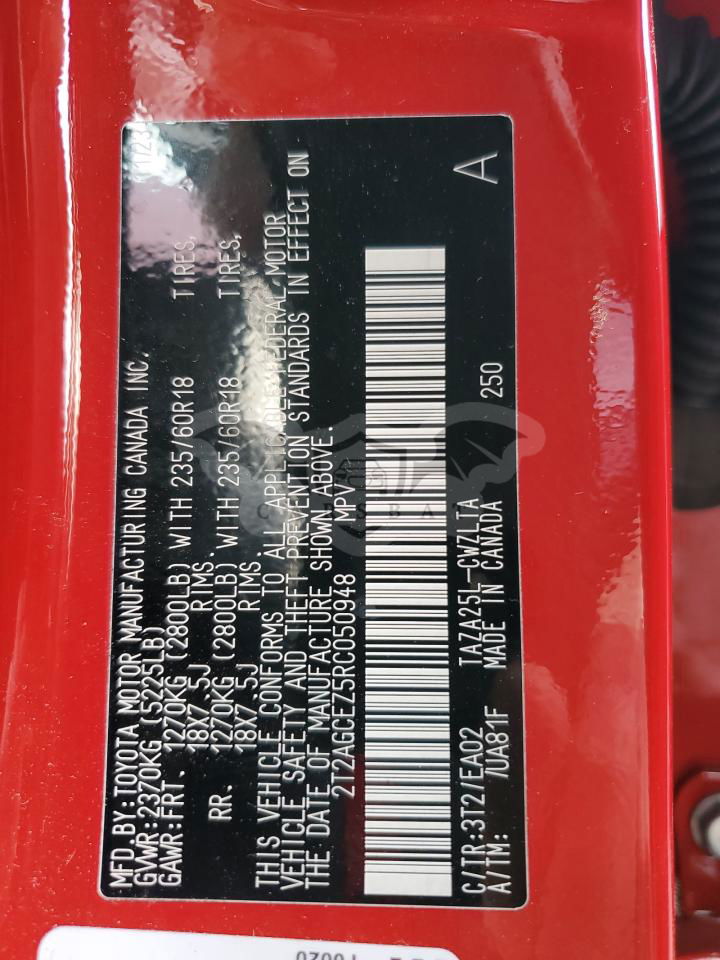 MFD.BY:TOYOTA MOTOR MANUFACTURING CANADA INC. 11/23
GVWR:2370KG (5225LB)
GAWR:FRT. 1270KG (2800LB) WITH 235/60R18 TIRES,
18X7.5J RIMS.
RR. 1270KG (2800LB) WITH 235/60R18 TIRES,
18X7.5J RIMS.
THIS VEHICLE CONFORMS TO ALL APPLICABLE FEDERAL MOTOR
VEHICLE SAFETY AND THEFT PREVENTION STANDARDS IN EFFECT ON
THE DATE OF MANUFACTURE SHOWN ABOVE.
2T2AGCEZ5RC050948 MPV
C/TR:3T2/EA02 TAZA25L-CWZLTA A
A/TM: /UA81F MADE IN CANADA 250